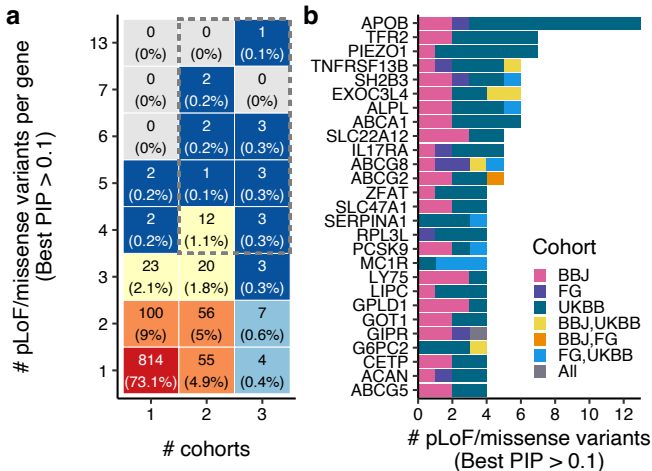 a
# pLoF/missense variants per gene
(Best PIP > 0.1)
13
7
6
5
4
3
2
1
0
(0%)
0
(0%)
1
(0.1%)
0
(0%)
2
(0.2%)
0
(0%)
0
(0%)
2
(0.2%)
3
(0.3%)
2
(0.2%)
1
(0.1%)
3
(0.3%)
2
(0.2%)
12
(1.1%)
3
(0.3%)
23
(2.1%)
20
(1.8%)
3
(0.3%)
100
(9%)
56
(5%)
7
(0.6%)
814
(73.1%)
55
(4.9%)
4
(0.4%)
1 2 3
# cohorts
b
APOB
TFR2
PIEZO1
TNFRSF13B
SH2B3
EXOC3L4
ALPL
ABCA1
SLC22A12
IL17RA
ABCG8
ABCG2
ZFAT
SLC47A1
SERPINA1
RPL3L
PCSK9
MC1R
LY75
LIPC
GPLD1
GOT1
GIPR
G6PC2
CETP
ACAN
ABCG5
Cohort
BBJ
FG
UKBB
BBJ,UKBB
BBJ,FG
FG,UKBB
All
0 2 4 6 8 10 12
# pLoF/missense variants
(Best PIP > 0.1)